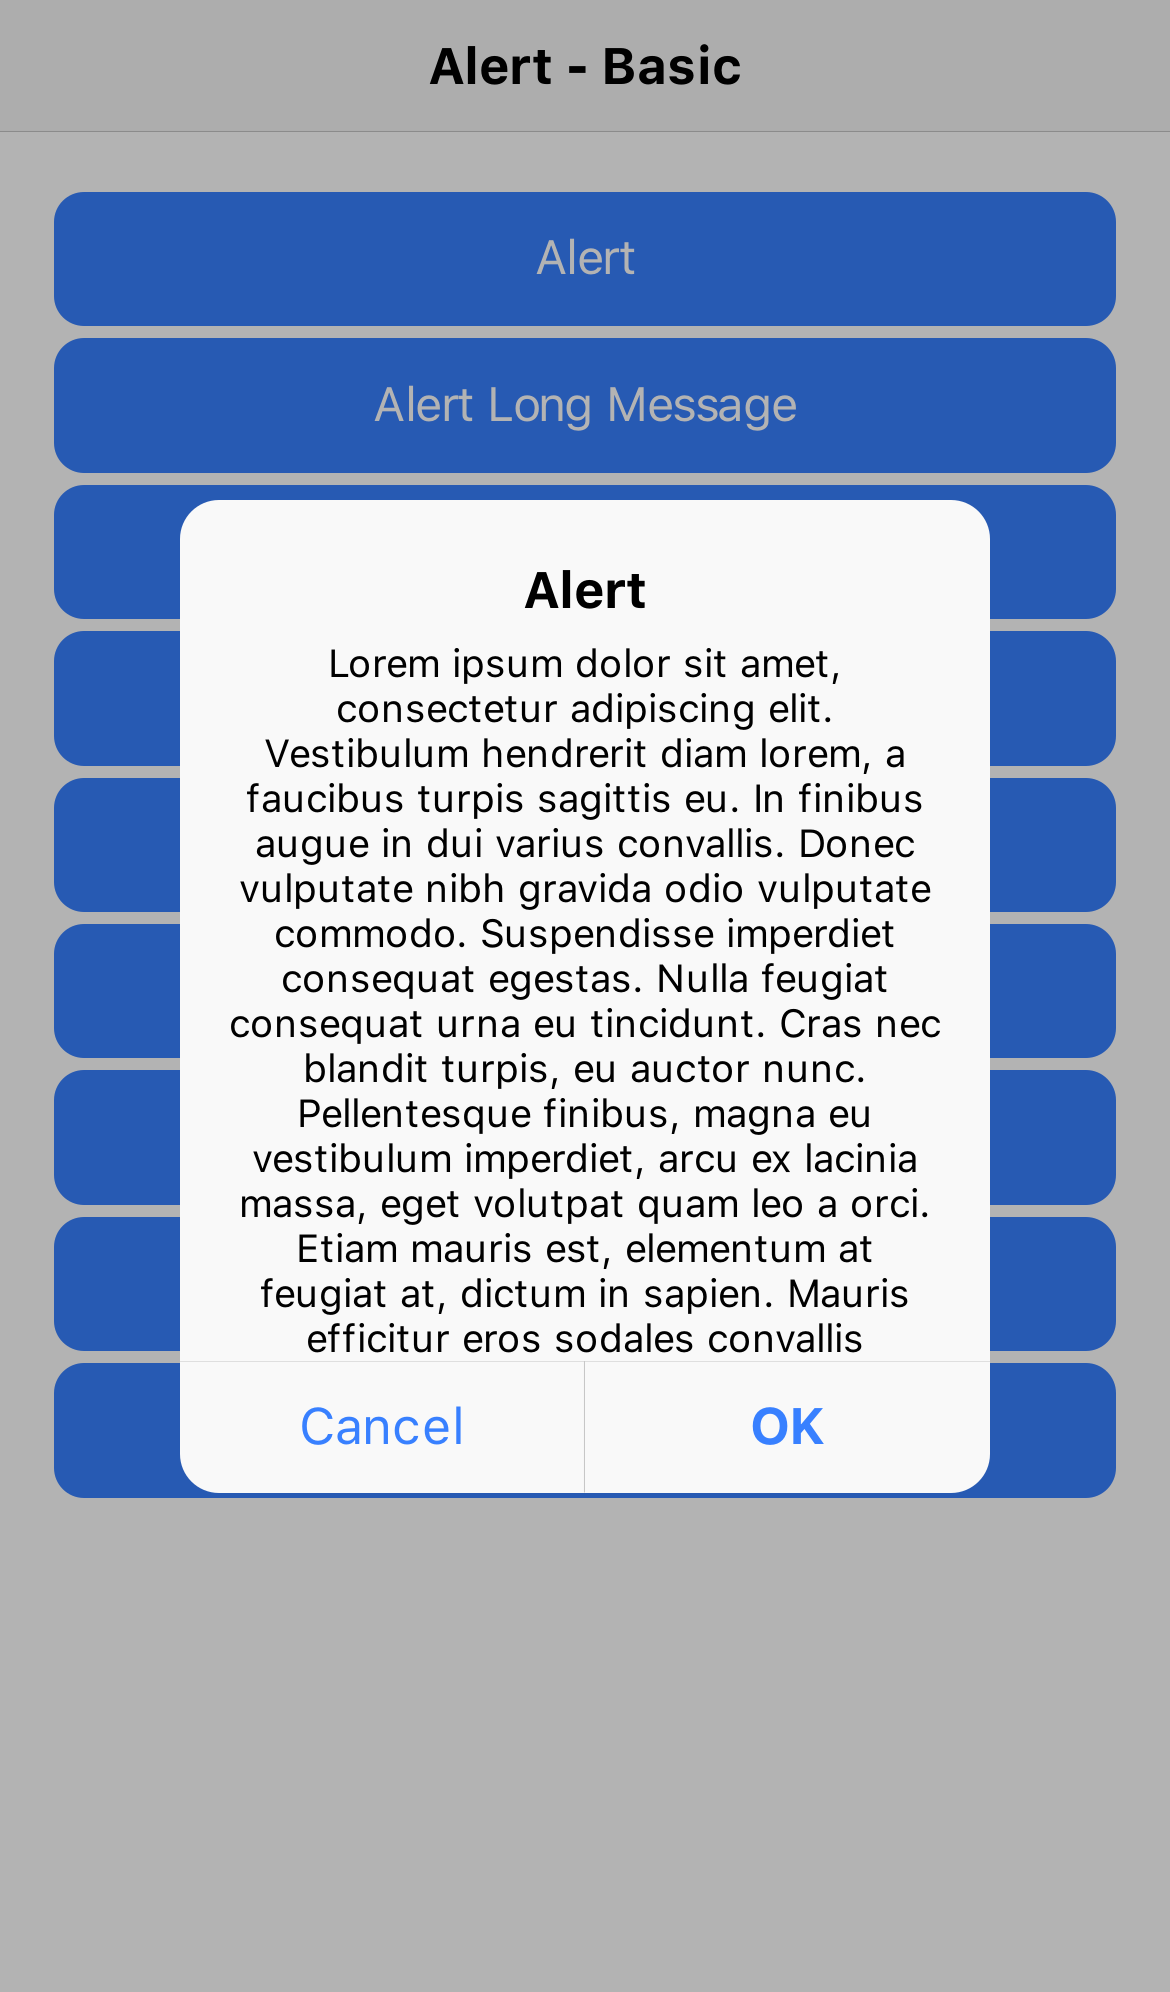 Alert - Basic
Alert
Alert Long Message
Alert
Lorem ipsum dolor sit amet,
consectetur adipiscing elit.
Vestibulum hendrerit diam lorem, a
faucibus turpis sagittis eu. In finibus
augue in dui varius convallis. Donec
vulputate nibh gravida odio vulputate
commodo. Suspendisse imperdiet
consequat egestas. Nulla feugiat
consequat urna eu tincidunt. Cras nec
blandit turpis, eu auctor nunc.
Pellentesque finibus, magna eu
vestibulum imperdiet, arcu ex lacinia
massa, eget volutpat quam leo a orci.
Etiam mauris est, elementum at
feugiat at, dictum in sapien. Mauris
efficitur eros sodales convallis
Cancel
OK